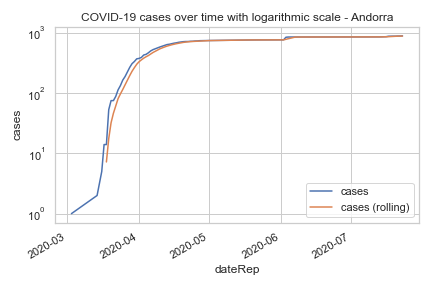 COVID-19 cases over time with logarithmic scale - Andorra
10³
10²
10¹
10⁰
cases
2020-03
2020-04
2020-05
2020-06
2020-07
dateRep
cases
cases (rolling)